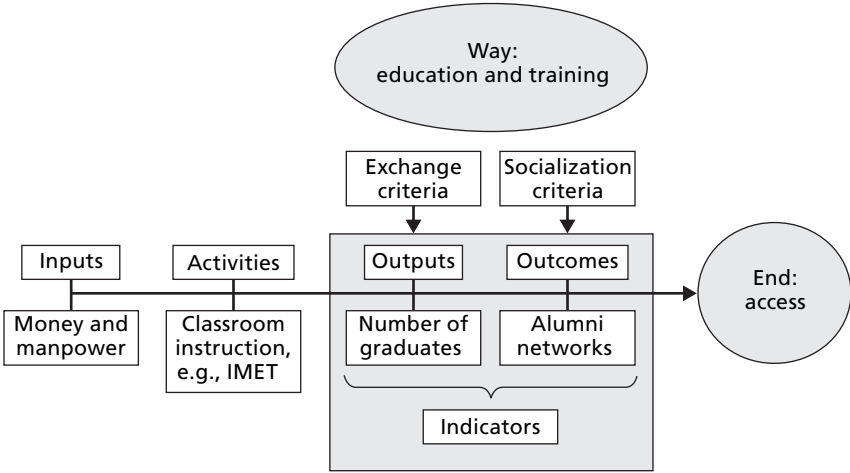 Way:
education and training
Exchange
criteria
Socialization
criteria
Inputs
Activities
Outputs
Outcomes
End:
access
Money and
manpower
Classroom
instruction,
e.g., IMET
Number of
graduates
Alumni
networks
Indicators